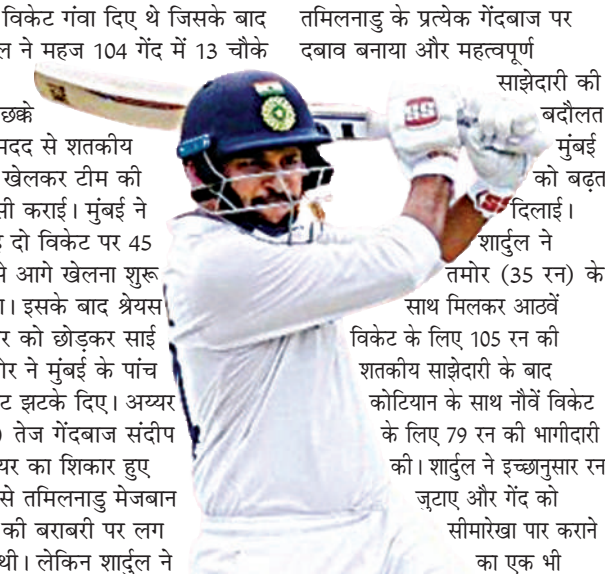 विकेट गंवा दिए थे जिसके बाद
ल ने महज 104 गेंद में 13 चौके
छक्के
मदद से शतकीय
खेलकर टीम की
सी कराई। मुंबई ने
दो विकेट पर 45
से आगे खेलना शुरू
ा। इसके बाद श्रेयस
र को छोड़कर साई
ोर ने मुंबई के पांच
ट झटके दिए। अय्यर
) तेज गेंदबाज संदीप
यर का शिकार हुए
से तमिलनाडु मेजबान
की बराबरी पर लग
थी। लेकिन शार्दुल ने
तमिलनाडु के प्रत्येक गेंदबाज पर
दबाव बनाया और महत्वपूर्ण
साझेदारी की
बदौलत
मुंबई
को बढ़त
दिलाई।
शार्दुल ने
तमोर (35 रन) के
साथ मिलकर आठवें
विकेट के लिए 105 रन की
शतकीय साझेदारी के बाद
कोटियान के साथ नौवें विकेट
के लिए 79 रन की भागीदारी
की। शार्दुल ने इच्छानुसार रन
जुटाए और गेंद को
सीमारेखा पार कराने
का एक भी
SS